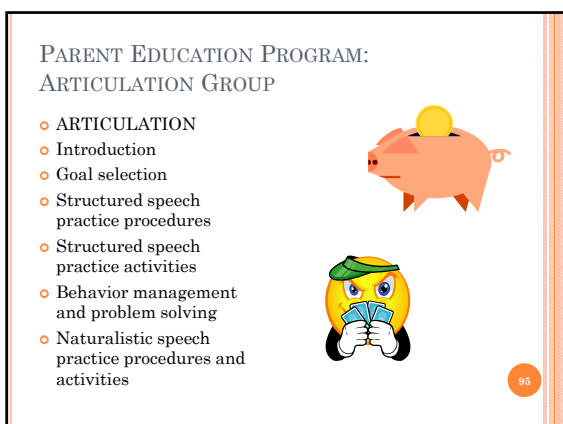 PARENT EDUCATION PROGRAM:
ARTICULATION GROUP
ARTICULATION
Introduction
Goal selection
Structured speech
practice procedures
Structured speech
practice activities
Behavior management
and problem solving
Naturalistic speech
practice procedures and
activities
95